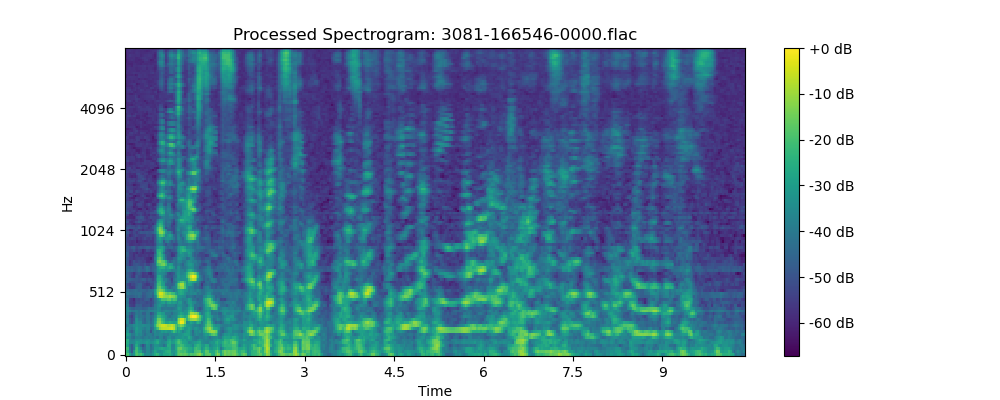 Processed Spectrogram: 3081-166546-0000.flac
Hz
4096
2048
1024
512
0
0 1.5 3 4.5 6 7.5 9
Time
+0 dB
-10 dB
-20 dB
-30 dB
-40 dB
-50 dB
-60 dB